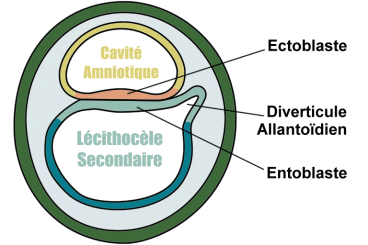 Cavité
Amniotique
Ectoblaste
Diverticule
Allantoïdien
Lécithocèle
Secondaire
Entoblaste